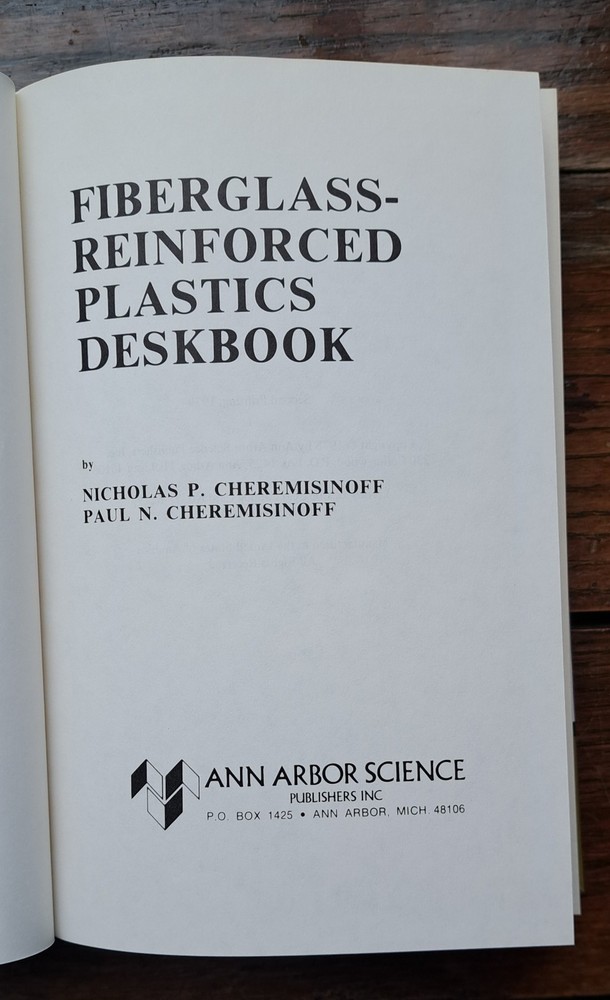 FIBERGLASS-
REINFORCED
PLASTICS
DESKBOOK
by
NICHOLAS P. CHEREMISINOFF
PAUL N. CHEREMISINOFF
ANN ARBOR SCIENCE
PUBLISHERS INC
P.O. BOX 1425 • ANN ARBOR, MICH. 48106